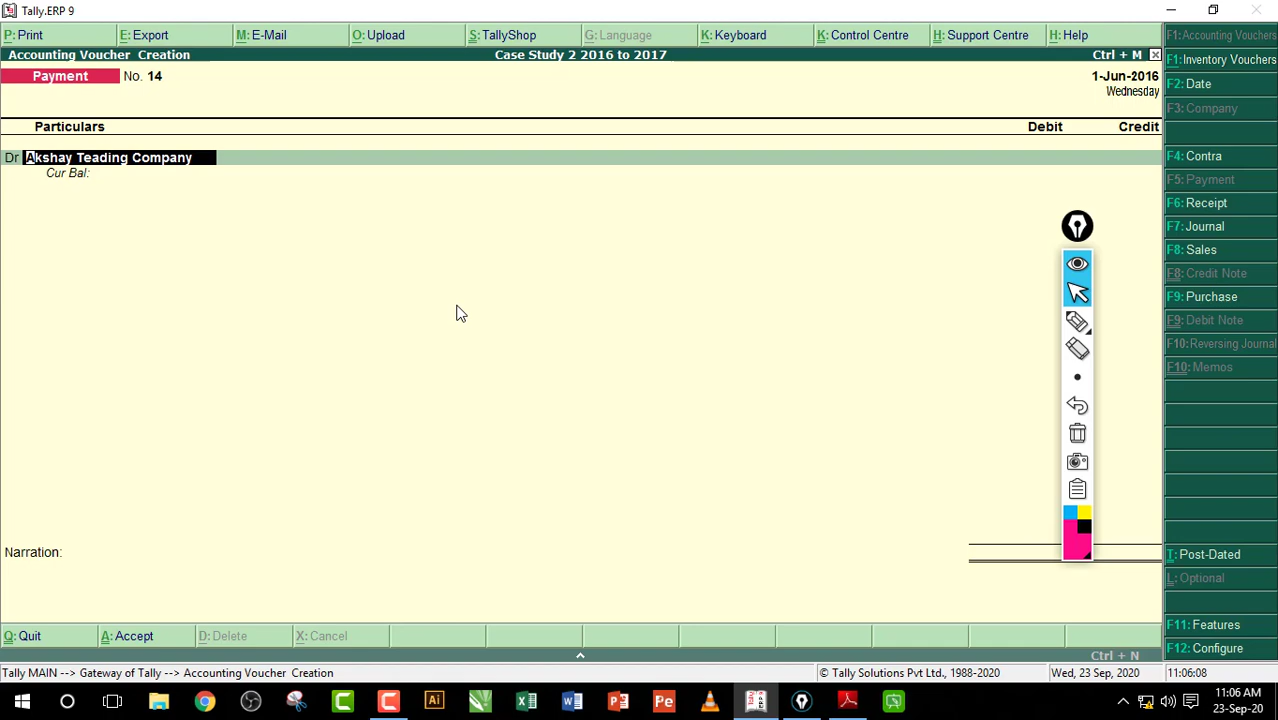 Tally.ERP 9
P: Print
E: Export
M: E-Mail
O: Upload
S: TallyShop
G: Language
K: Keyboard
K: Control Centre
H: Support Centre
H: Help
F1: Accounting Vouchers
Accounting Voucher Creation
Case Study 2 2016 to 2017
Ctrl + M
F1: Inventory Vouchers
Payment No. 14
1-Jun-2016
Wednesday
F2: Date
F3: Company
Particulars
Debit
Credit
Dr Akshay Teading Company
Cur Bal:
F4: Contra
F5: Payment
F6: Receipt
F7: Journal
F8: Sales
F8: Credit Note
F9: Purchase
F9: Debit Note
F10: Reversing Journal
F10: Memos
Narration:
T: Post-Dated
L: Optional
F11: Features
F12: Configure
Q: Quit
A: Accept
D: Delete
X: Cancel
Ctrl + N
Tally MAIN --> Gateway of Tally --> Accounting Voucher Creation
© Tally Solutions Pvt Ltd., 1988-2020
Wed, 23 Sep, 2020
11:06:08
Ai
Pe
11:06 AM
23-Sep-20